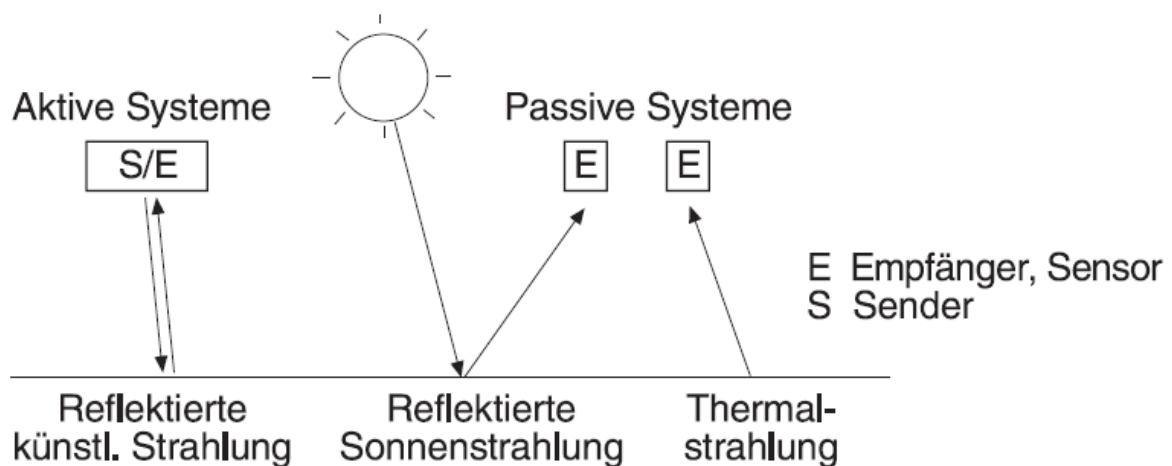 Aktive Systeme
Passive Systeme
S/E
E
E
E Empfänger, Sensor
S Sender
Reflektierte
künstl. Strahlung
Reflektierte
Sonnenstrahlung
Thermal-
strahlung